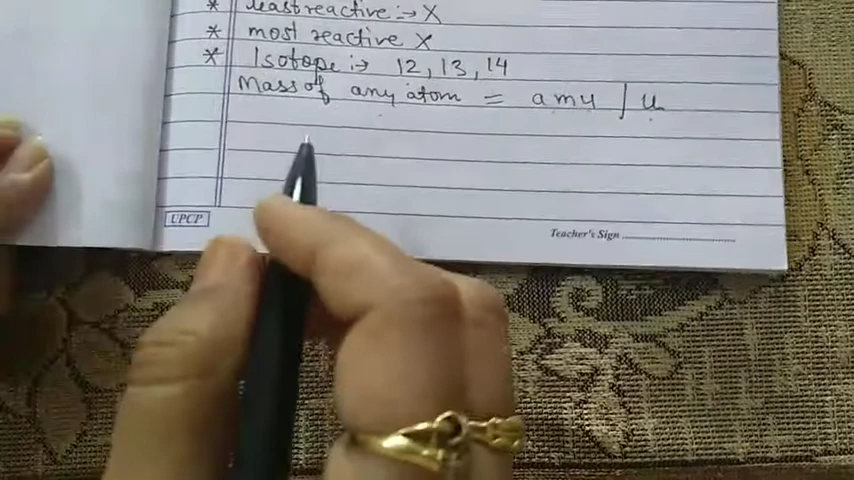 * least reactive :→ X
* most reactive X
* Isotope :→ 12, 13, 14
Mass of any atom = amu / u
UPCP
Teacher's Sign ........................